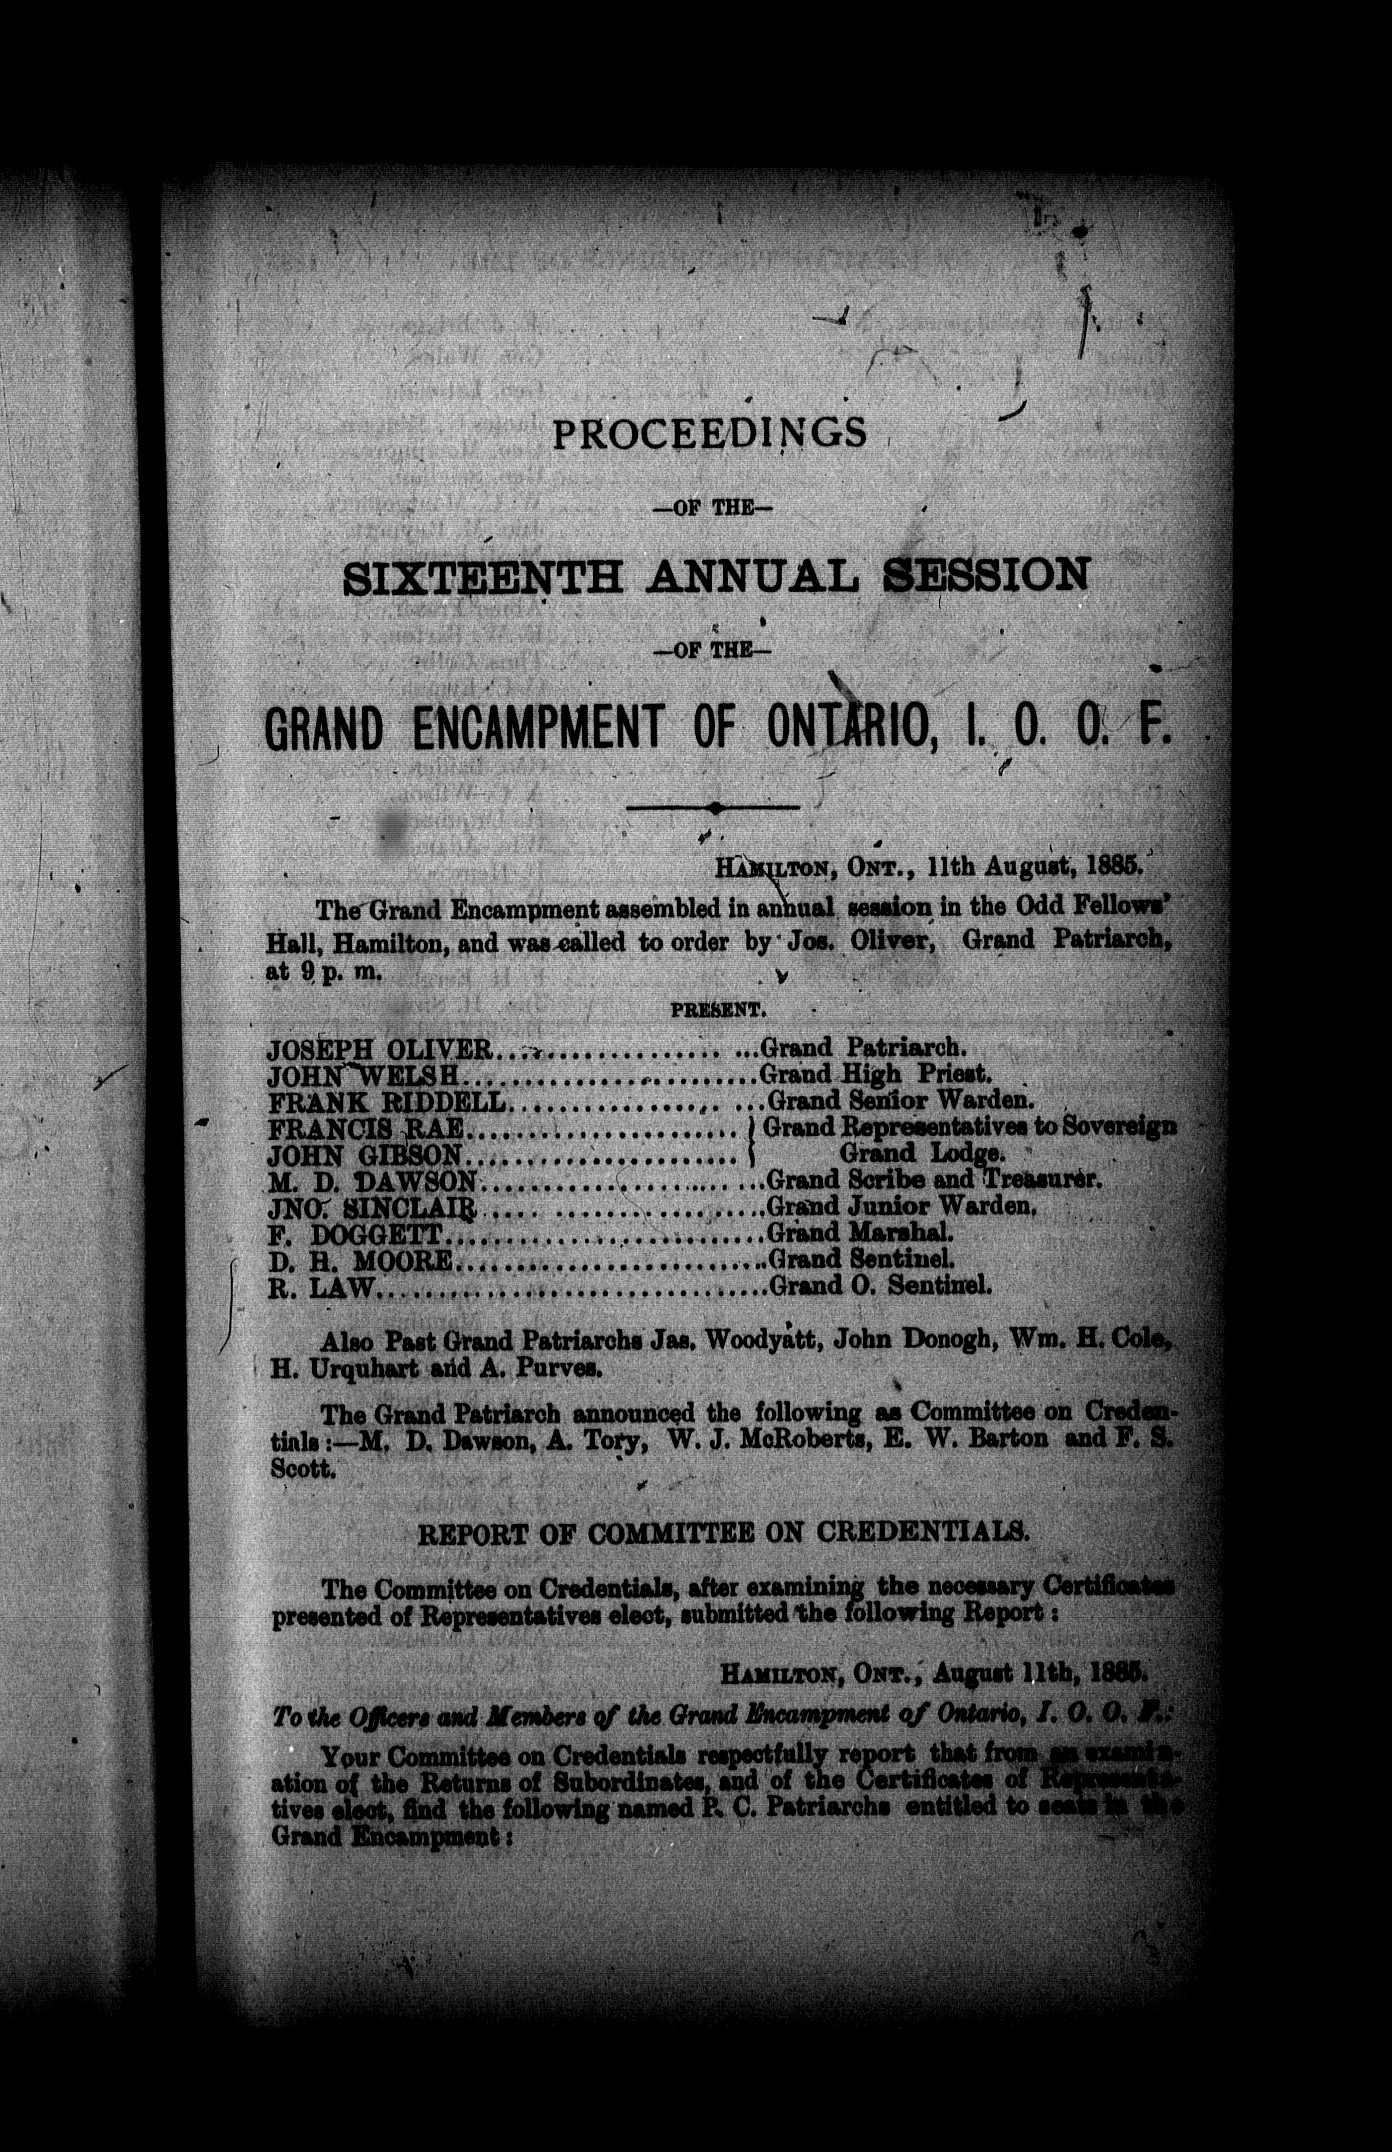 PROCEEDINGS
—OF THE—
SIXTEENTH ANNUAL SESSION
—OF THE—
GRAND ENCAMPMENT OF ONTARIO, I. O. O. F.
HAMILTON, ONT., 11th August, 1885.
The Grand Encampment assembled in annual session in the Odd Fellows'
Hall, Hamilton, and was called to order by Jos. Oliver, Grand Patriarch,
at 9 p. m.
PRESENT.
JOSEPH OLIVER.................... ...Grand Patriarch.
JOHN WELSH..........................Grand High Priest.
FRANK RIDDELL.................... ...Grand Senior Warden.
FRANCIS RAE....................... } Grand Representatives to Sovereign
JOHN GIBSON....................... } Grand Lodge.
M. D. DAWSON...................... ...Grand Scribe and Treasurer.
JNO. SINCLAIR..... ....................Grand Junior Warden.
F. DOGGETT...........................Grand Marshal.
D. H. MOORE..........................Grand Sentinel.
R. LAW.................................Grand O. Sentinel.
Also Past Grand Patriarchs Jas. Woodyatt, John Donogh, Wm. H. Cole,
H. Urquhart and A. Purves.
The Grand Patriarch announced the following as Committee on Creden-
tials:—M. D. Dawson, A. Tory, W. J. McRoberts, E. W. Barton and F. S.
Scott.
REPORT OF COMMITTEE ON CREDENTIALS.
The Committee on Credentials, after examining the necessary Certificates
presented of Representatives elect, submitted the following Report:
HAMILTON, ONT., August 11th, 1885.
To the Officers and Members of the Grand Encampment of Ontario, I. O. O. F.:
Your Committee on Credentials respectfully report that from an examin-
ation of the Returns of Subordinates, and of the Certificates of Representa-
tives elect, find the following named P. C. Patriarchs entitled to seats in the
Grand Encampment: